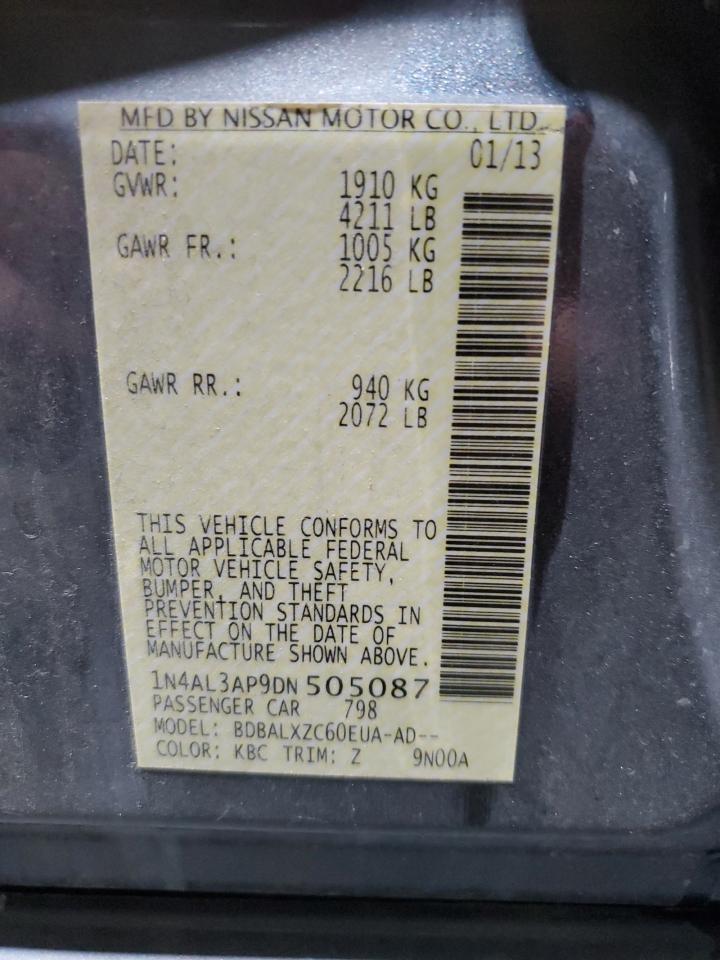 MFD BY NISSAN MOTOR CO., LTD.
DATE: 01/13
GVWR: 1910 KG
4211 LB
GAWR FR.: 1005 KG
2216 LB
GAWR RR.: 940 KG
2072 LB
THIS VEHICLE CONFORMS TO
ALL APPLICABLE FEDERAL
MOTOR VEHICLE SAFETY,
BUMPER, AND THEFT
PREVENTION STANDARDS IN
EFFECT ON THE DATE OF
MANUFACTURE SHOWN ABOVE.
1N4AL3AP9DN505087
PASSENGER CAR 798
MODEL: BDBALXZC60EUA-AD--
COLOR: KBC TRIM: Z 9N00A